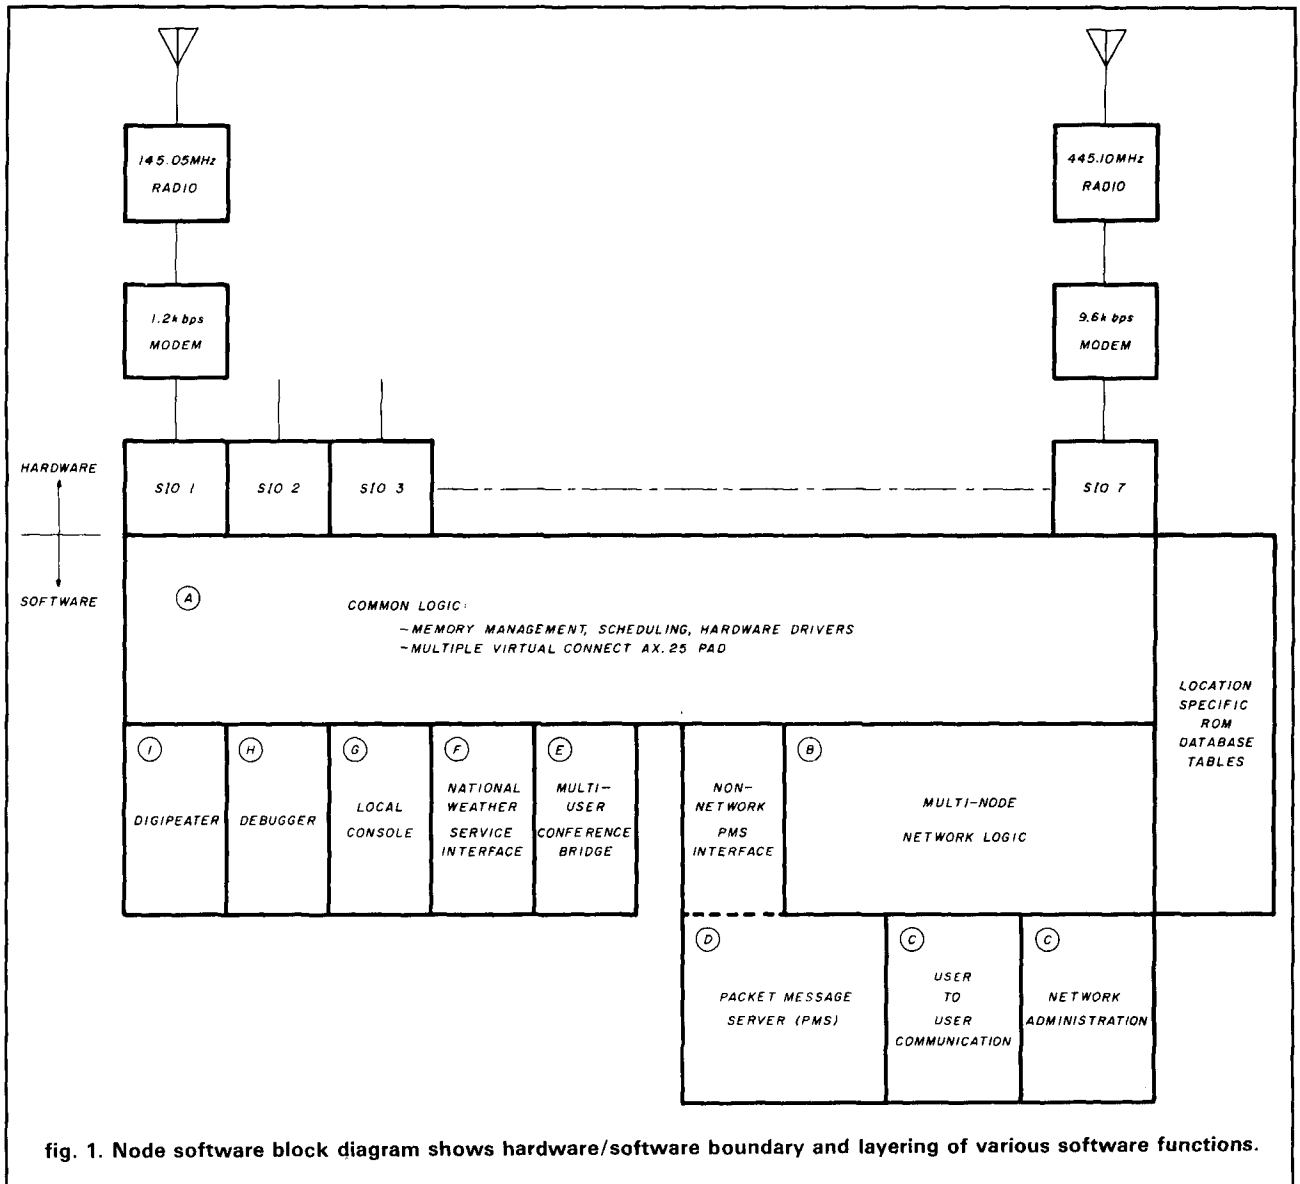 145.05MHz
RADIO
445.10MHz
RADIO
1.2k bps
MODEM
9.6k bps
MODEM
HARDWARE
SOFTWARE
SIO 1
SIO 2
SIO 3
SIO 7
A
COMMON LOGIC:
-MEMORY MANAGEMENT, SCHEDULING, HARDWARE DRIVERS
-MULTIPLE VIRTUAL CONNECT AX.25 PAD
LOCATION
SPECIFIC
ROM
DATABASE
TABLES
I
DIGIPEATER
H
DEBUGGER
G
LOCAL
CONSOLE
F
NATIONAL
WEATHER
SERVICE
INTERFACE
E
MULTI-
USER
CONFERENCE
BRIDGE
NON-
NETWORK
PMS
INTERFACE
B
MULTI-NODE
NETWORK LOGIC
D
PACKET MESSAGE
SERVER (PMS)
C
USER
TO
USER
COMMUNICATION
C
NETWORK
ADMINISTRATION
fig. 1. Node software block diagram shows hardware/software boundary and layering of various software functions.